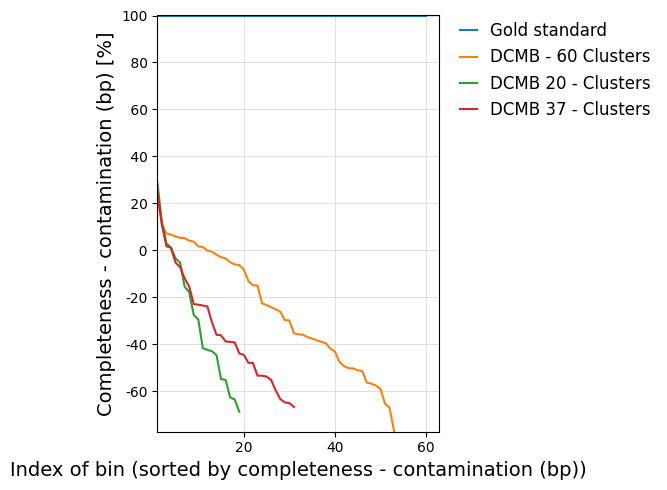 Completeness - contamination (bp) [%]
100
80
60
40
20
0
-20
-40
-60
20 40 60
Index of bin (sorted by completeness - contamination (bp))
Gold standard
DCMB - 60 Clusters
DCMB 20 - Clusters
DCMB 37 - Clusters